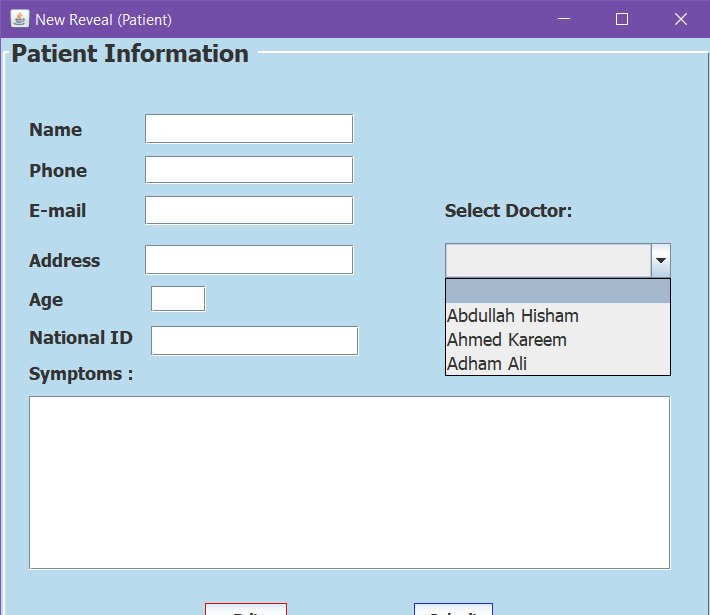 New Reveal (Patient)
Patient Information
Name
Phone
E-mail
Select Doctor:
Address
Age
Abdullah Hisham
National ID
Ahmed Kareem
Adham Ali
Symptoms :